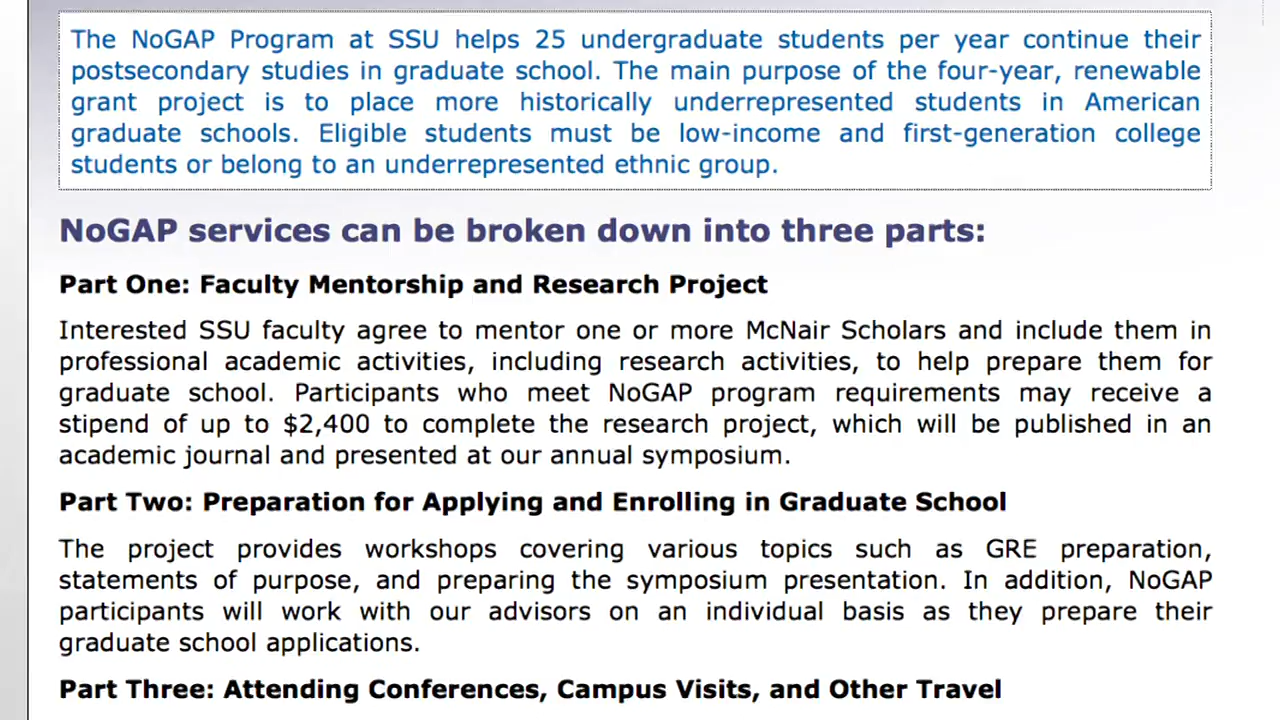 The NoGAP Program at SSU helps 25 undergraduate students per year continue their
postsecondary studies in graduate school. The main purpose of the four-year, renewable
grant project is to place more historically underrepresented students in American
graduate schools. Eligible students must be low-income and first-generation college
students or belong to an underrepresented ethnic group.
NoGAP services can be broken down into three parts:
Part One: Faculty Mentorship and Research Project
Interested SSU faculty agree to mentor one or more McNair Scholars and include them in
professional academic activities, including research activities, to help prepare them for
graduate school. Participants who meet NoGAP program requirements may receive a
stipend of up to $2,400 to complete the research project, which will be published in an
academic journal and presented at our annual symposium.
Part Two: Preparation for Applying and Enrolling in Graduate School
The project provides workshops covering various topics such as GRE preparation,
statements of purpose, and preparing the symposium presentation. In addition, NoGAP
participants will work with our advisors on an individual basis as they prepare their
graduate school applications.
Part Three: Attending Conferences, Campus Visits, and Other Travel